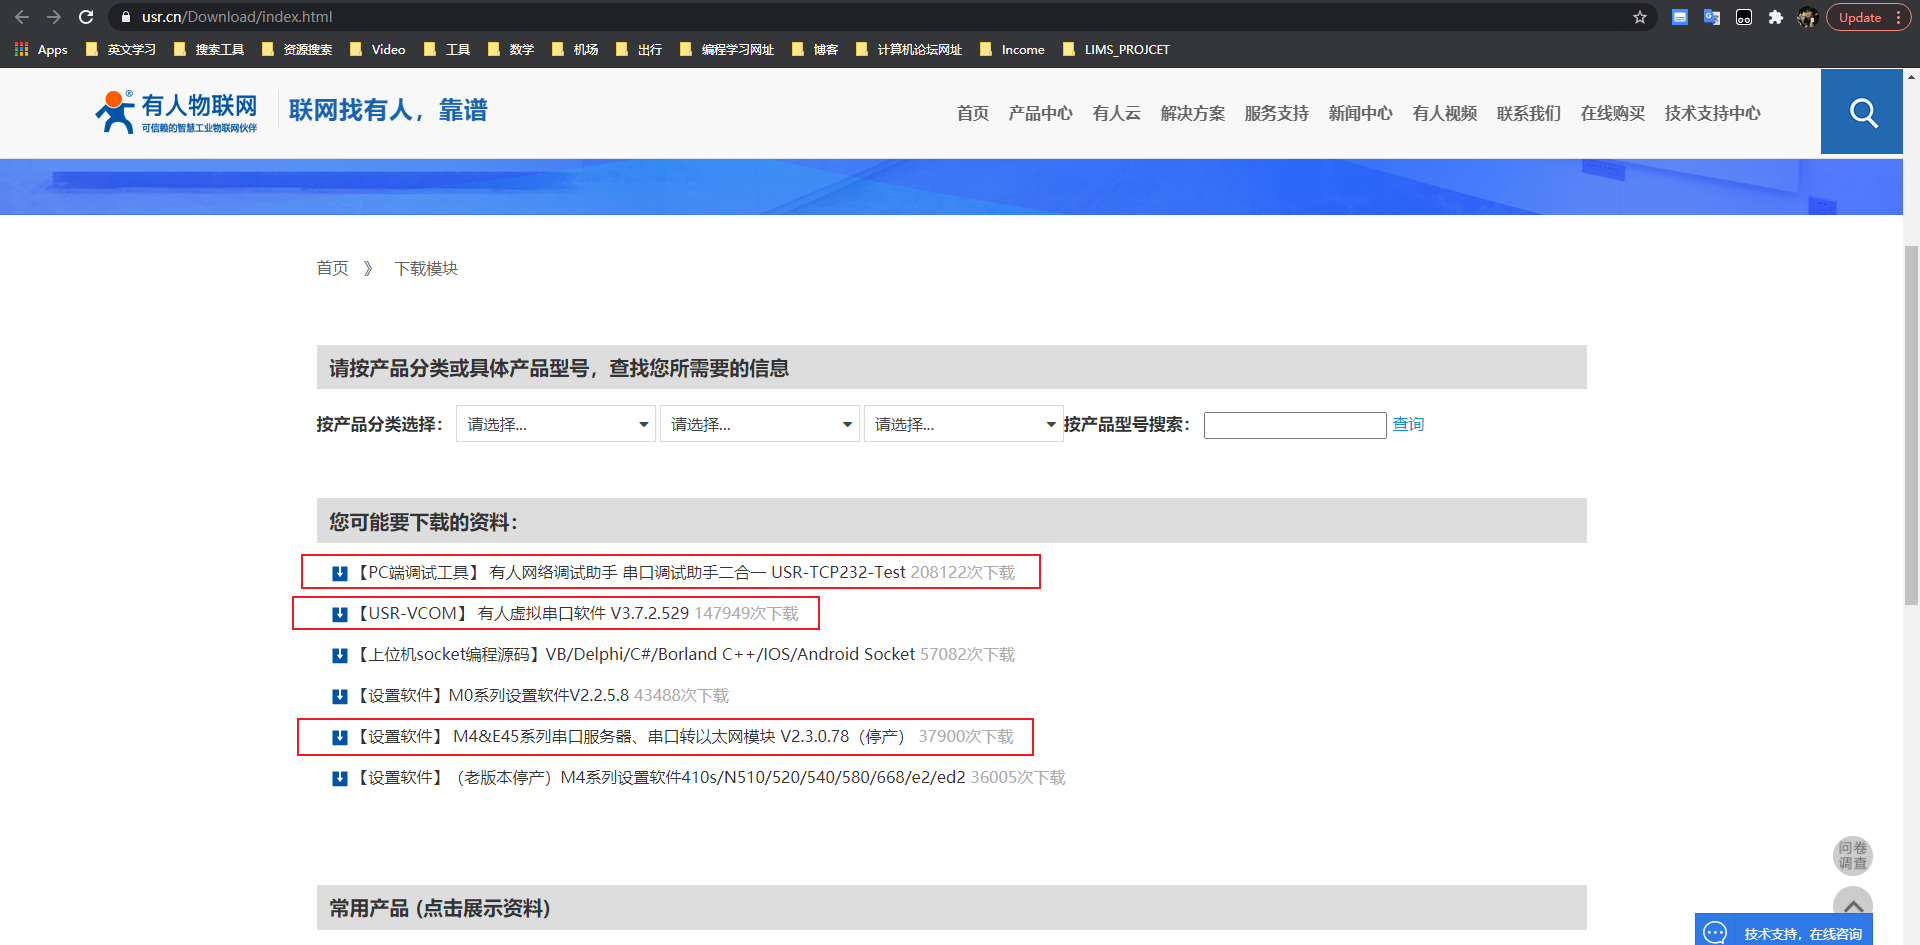 usr.cn/Download/index.html
Update
Apps 英文学习 搜索工具 资源搜索 Video 工具 数学 机场 出行 编程学习网址 博客 计算机论坛网址 Income LIMS_PROJCET
有人物联网 ®
可信赖的智慧工业物联网伙伴
联网找有人，靠谱
首页 产品中心 有人云 解决方案 服务支持 新闻中心 有人视频 联系我们 在线购买 技术支持中心
首页 》 下载模块
请按产品分类或具体产品型号，查找您所需要的信息
按产品分类选择： 请选择... 请选择... 请选择... 按产品型号搜索： 查询
您可能要下载的资料：
【PC端调试工具】 有人网络调试助手 串口调试助手二合一 USR-TCP232-Test 208122次下载
【USR-VCOM】 有人虚拟串口软件 V3.7.2.529 147949次下载
【上位机socket编程源码】VB/Delphi/C#/Borland C++/IOS/Android Socket 57082次下载
【设置软件】M0系列设置软件V2.2.5.8 43488次下载
【设置软件】 M4&E45系列串口服务器、串口转以太网模块 V2.3.0.78（停产） 37900次下载
【设置软件】（老版本停产）M4系列设置软件410s/N510/520/540/580/668/e2/ed2 36005次下载
问卷
调查
常用产品 (点击展示资料)
技术支持，在线咨询